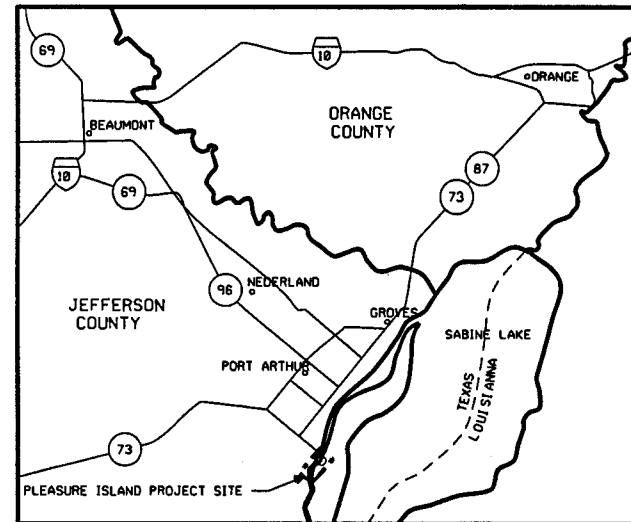 69
10
ORANGE
BEAUMONT
ORANGE
COUNTY
87
10
69
73
NEDERLAND
96
JEFFERSON
COUNTY
GROVES
SABINE LAKE
PORT ARTHUR
TEXAS
LOUISIANNA
73
PLEASURE ISLAND PROJECT SITE